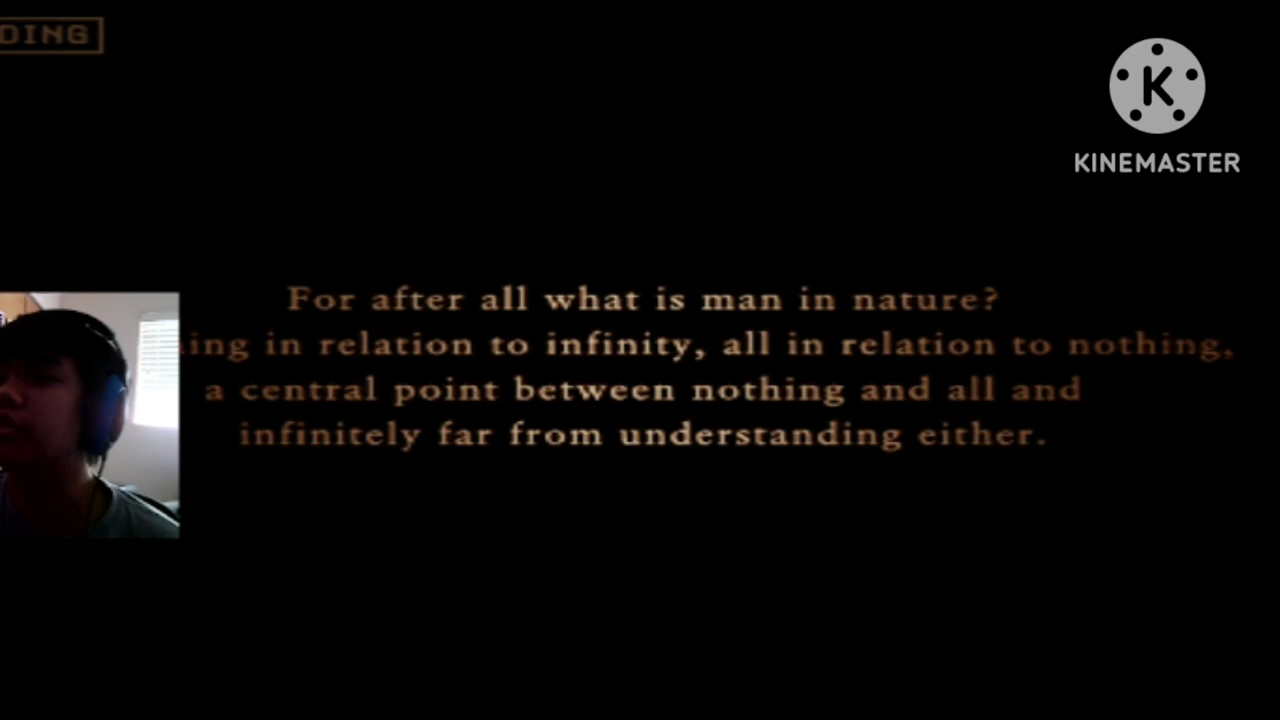 DING
KINEMASTER
For after all what is man in nature?
ing in relation to infinity, all in relation to nothing,
a central point between nothing and all and
infinitely far from understanding either.